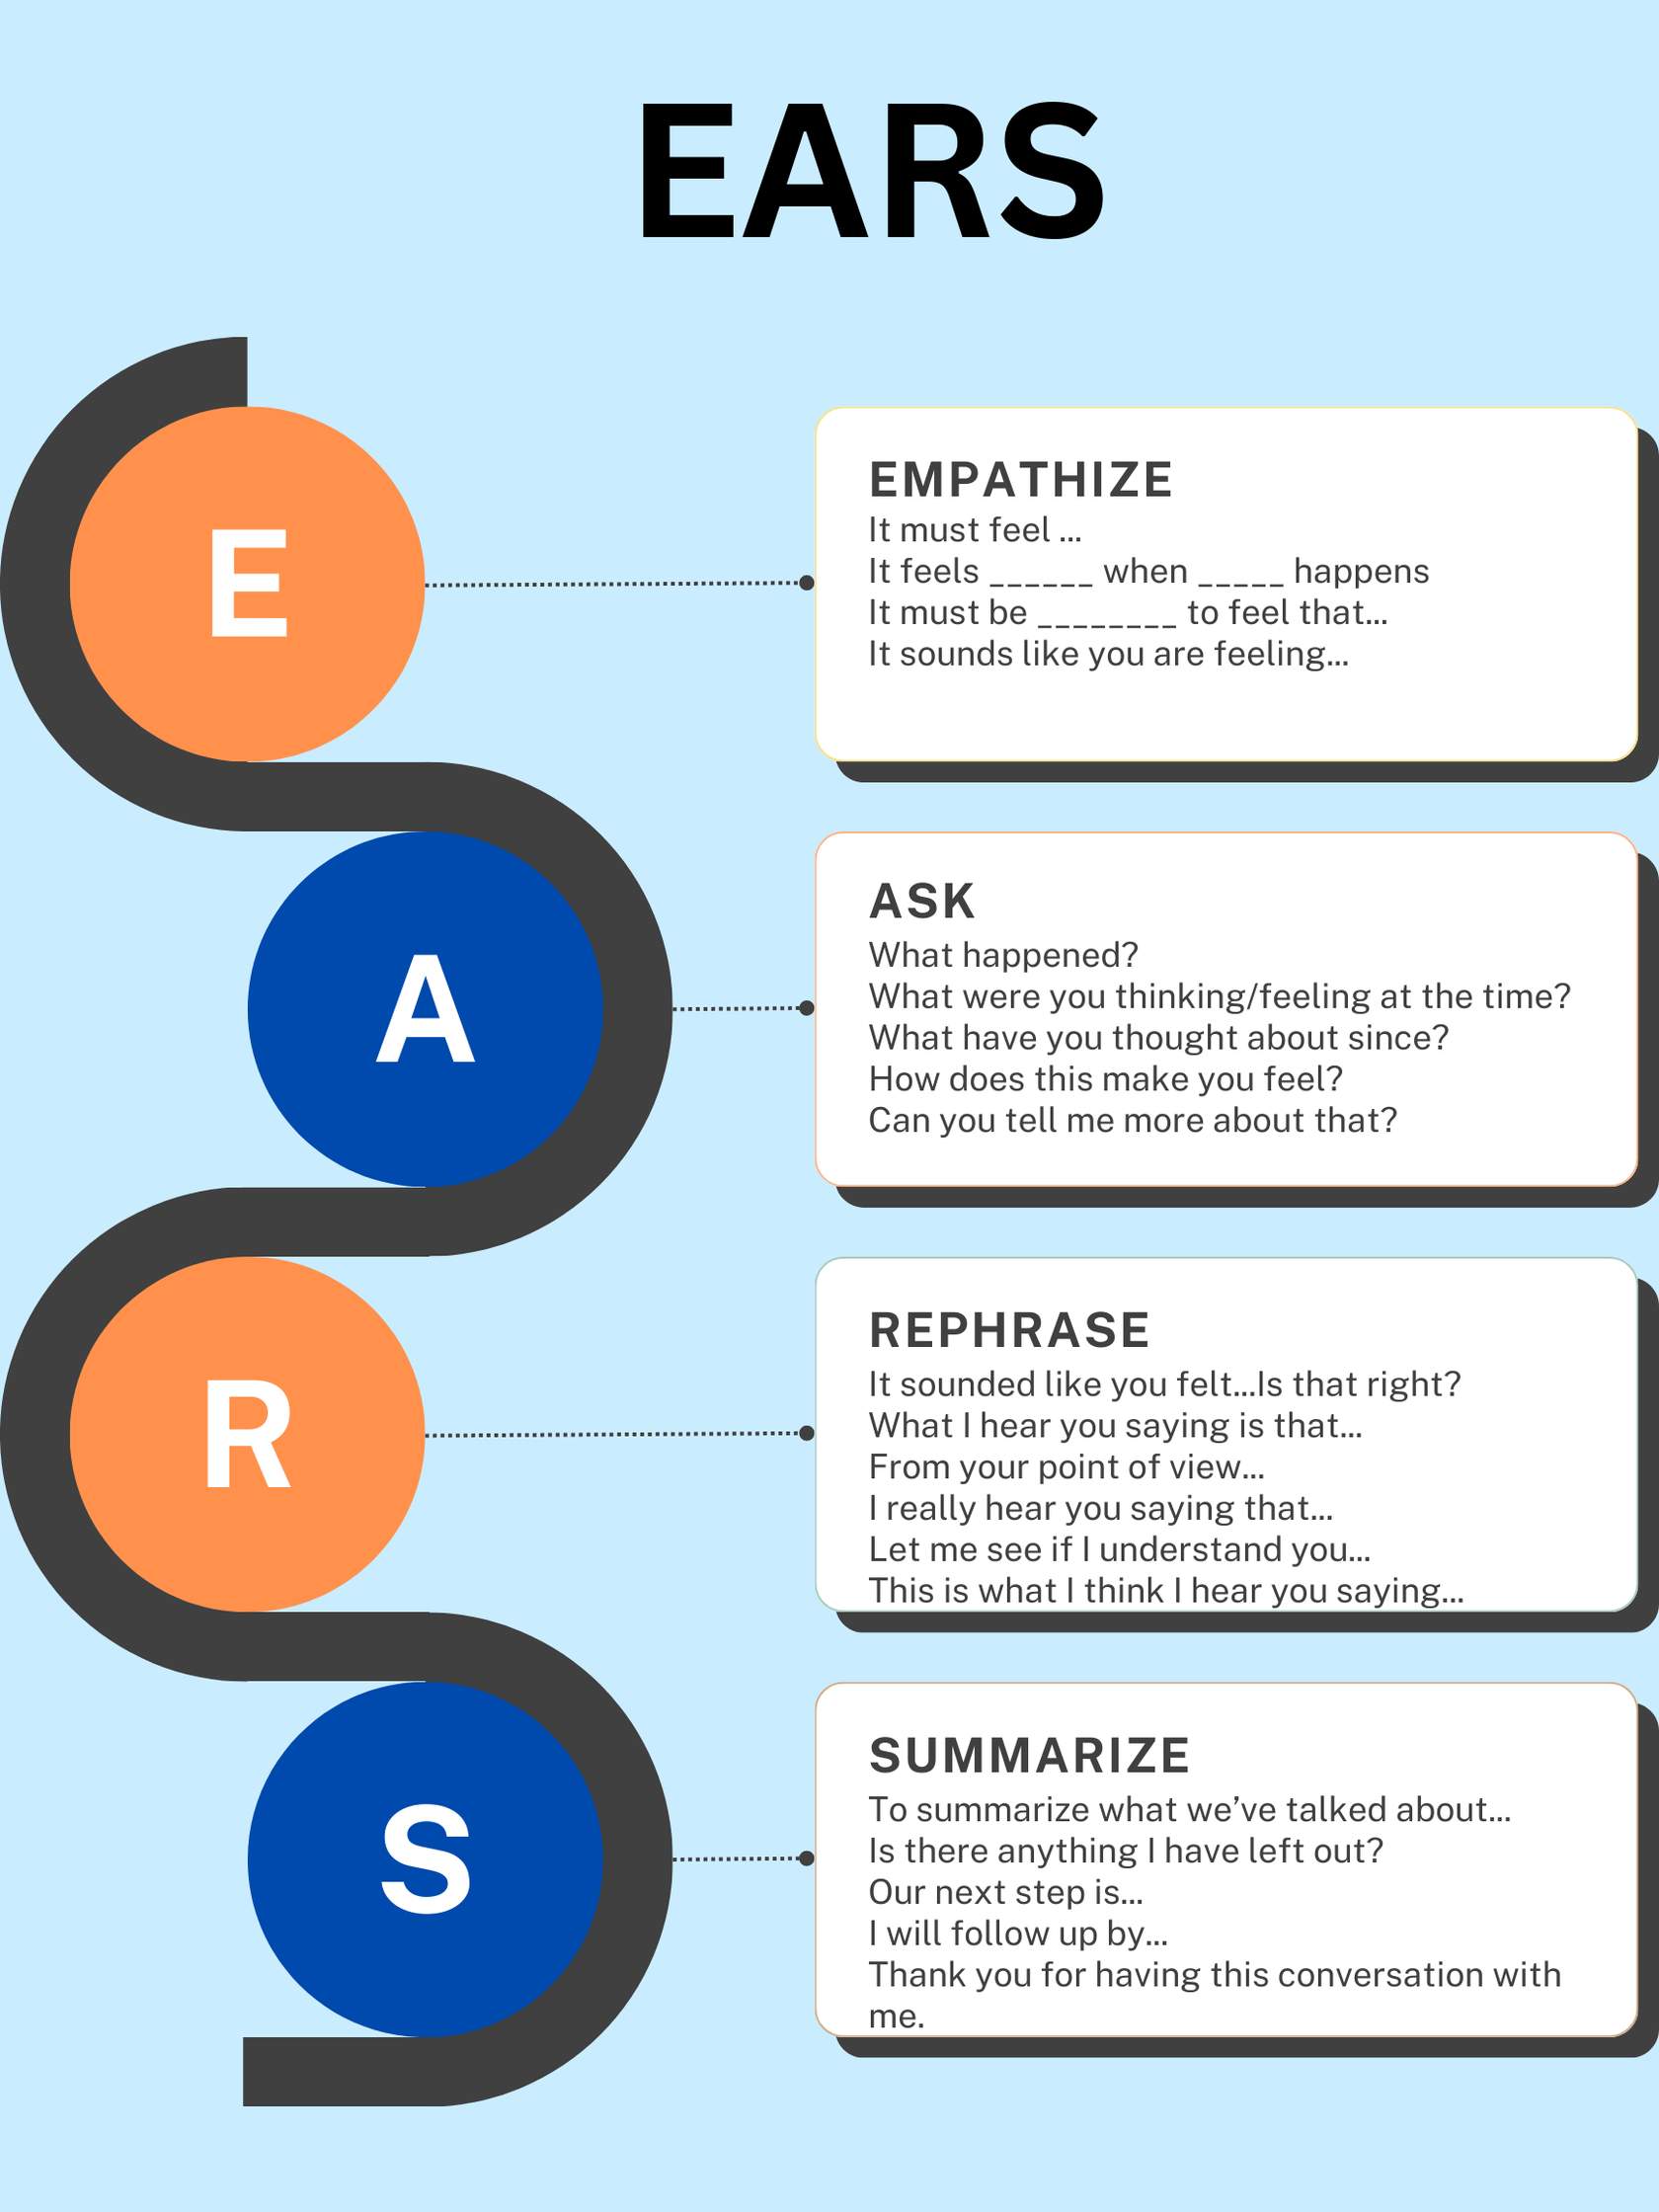 EARS
E
EMPATHIZE
It must feel ...
It feels ______ when _____ happens
It must be ________ to feel that...
It sounds like you are feeling...
A
ASK
What happened?
What were you thinking/feeling at the time?
What have you thought about since?
How does this make you feel?
Can you tell me more about that?
R
REPHRASE
It sounded like you felt...Is that right?
What I hear you saying is that...
From your point of view...
I really hear you saying that...
Let me see if I understand you...
This is what I think I hear you saying...
S
SUMMARIZE
To summarize what we’ve talked about...
Is there anything I have left out?
Our next step is...
I will follow up by...
Thank you for having this conversation with
me.